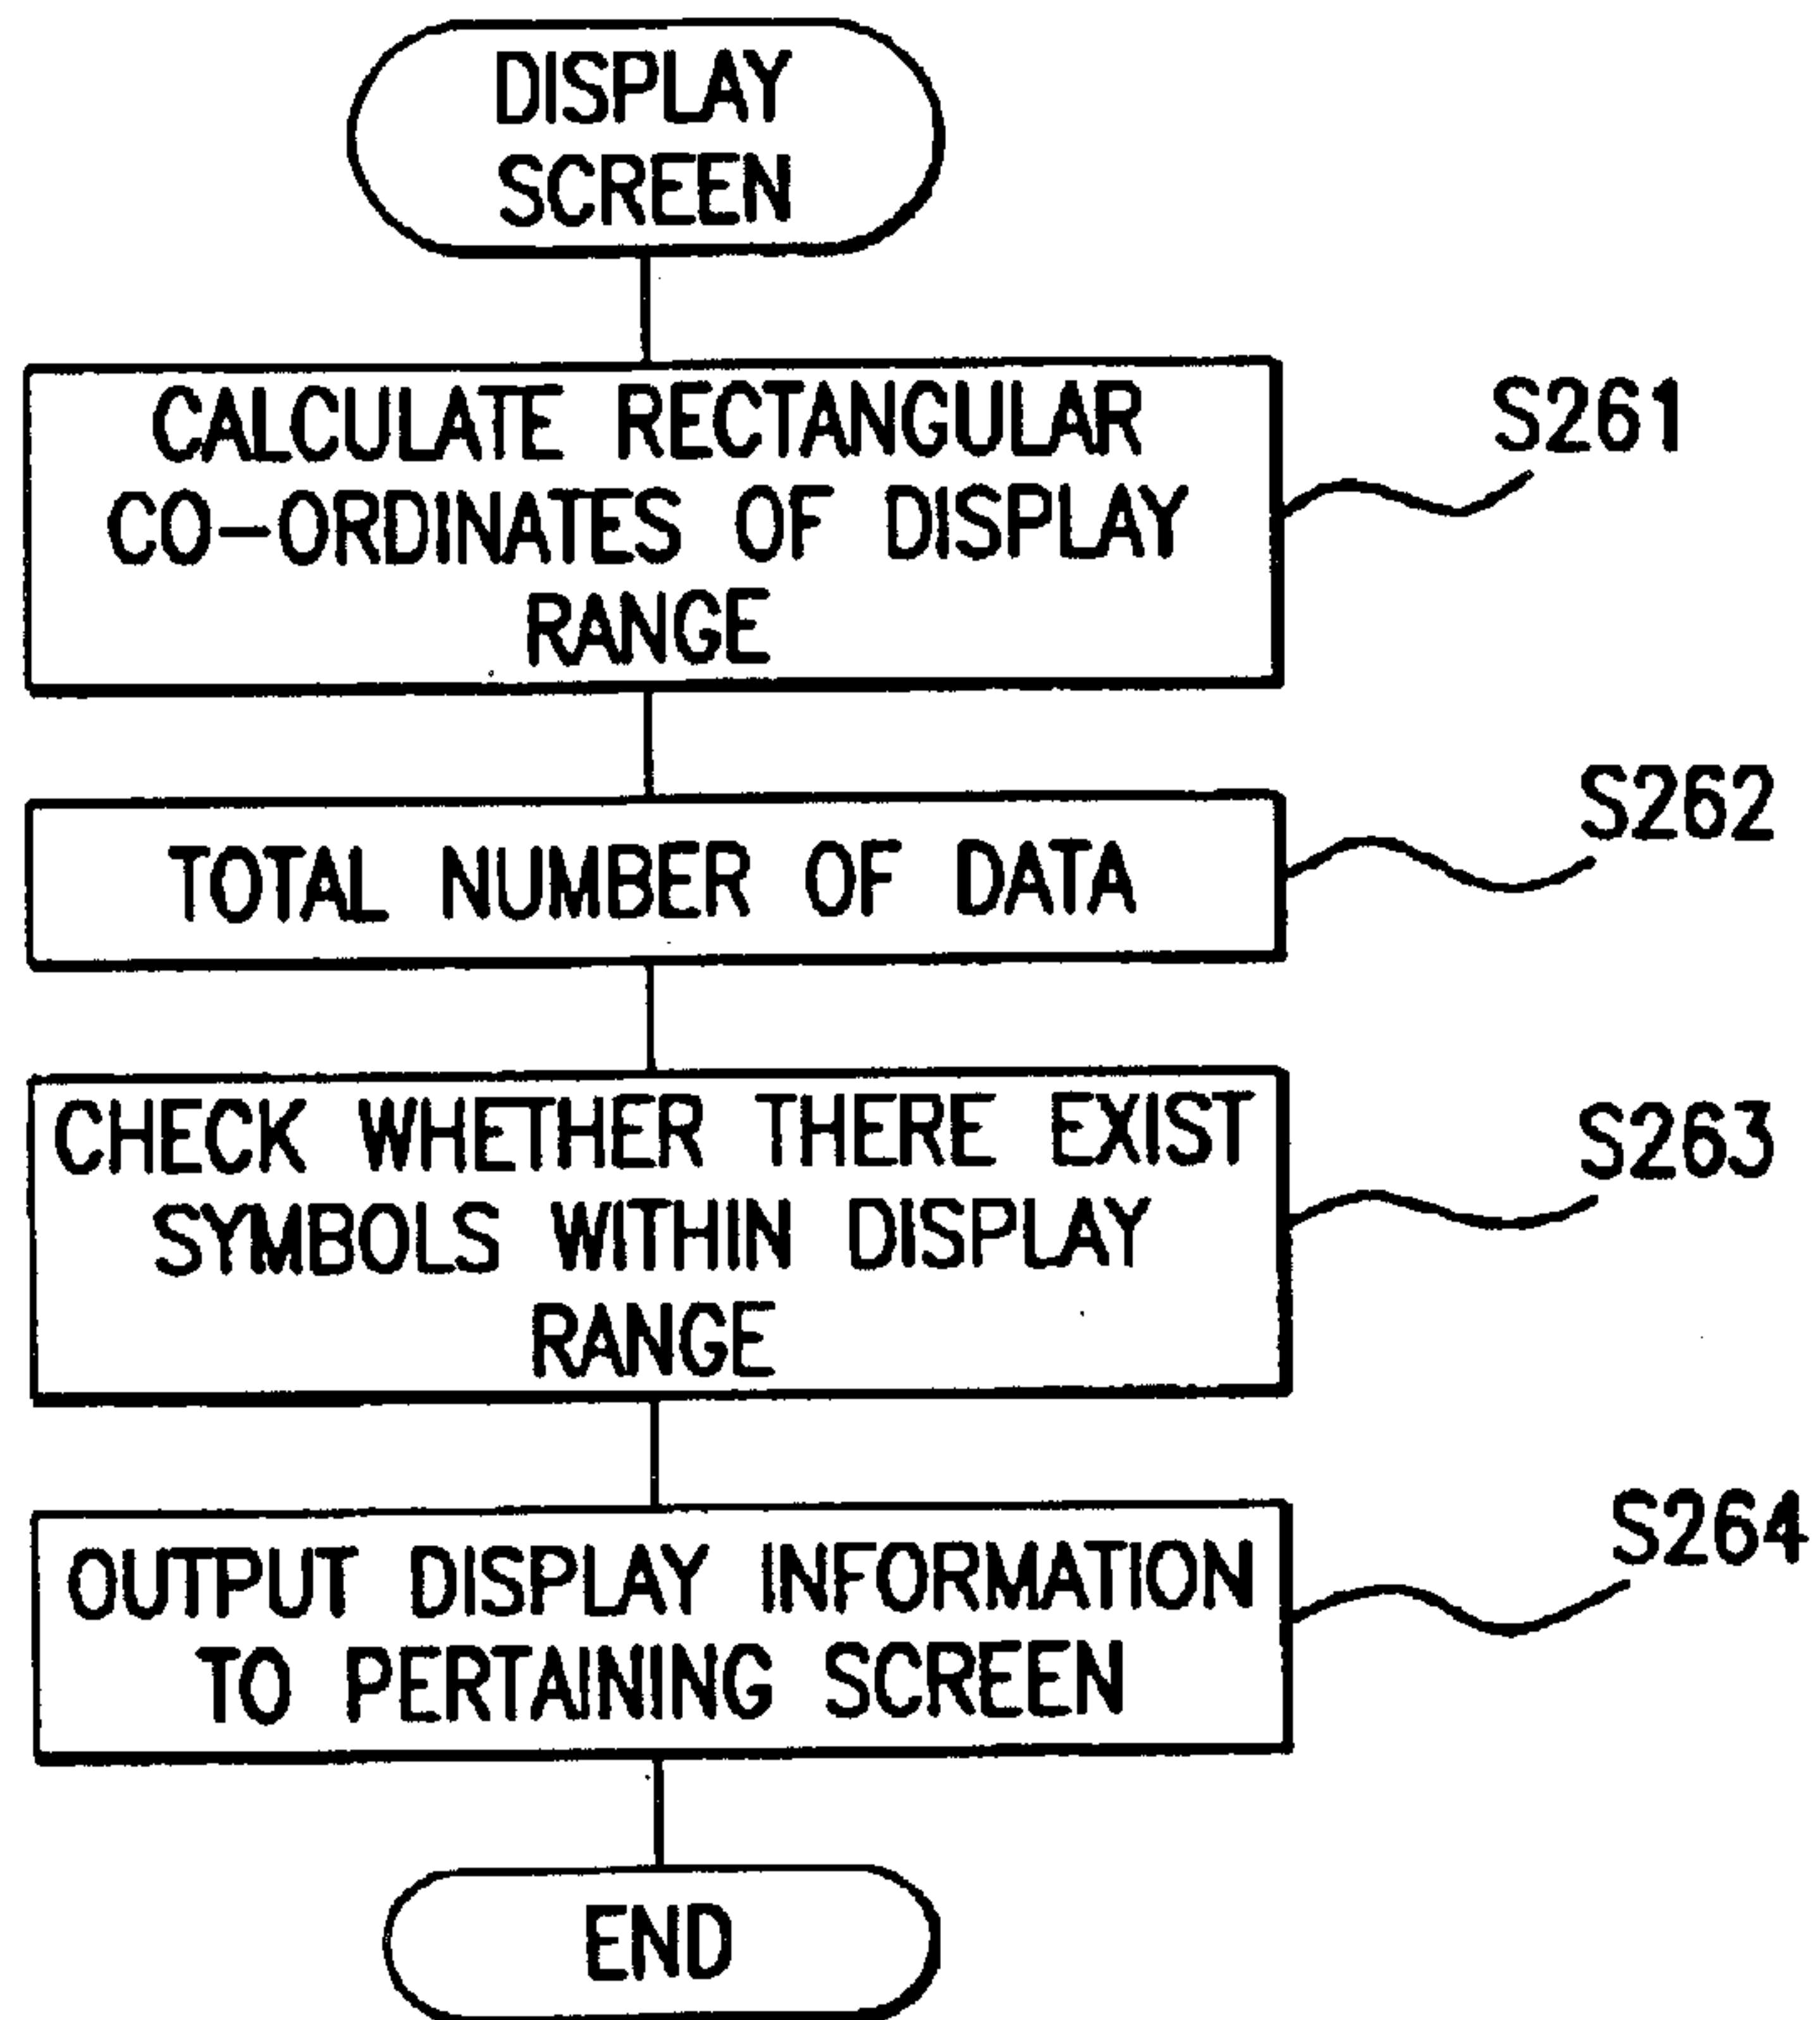 DISPLAY
SCREEN
CALCULATE RECTANGULAR
CO-ORDINATES OF DISPLAY
RANGE
S261
TOTAL NUMBER OF DATA
S262
CHECK WHETHER THERE EXIST
SYMBOLS WITHIN DISPLAY
RANGE
S263
OUTPUT DISPLAY INFORMATION
TO PERTAINING SCREEN
S264
END